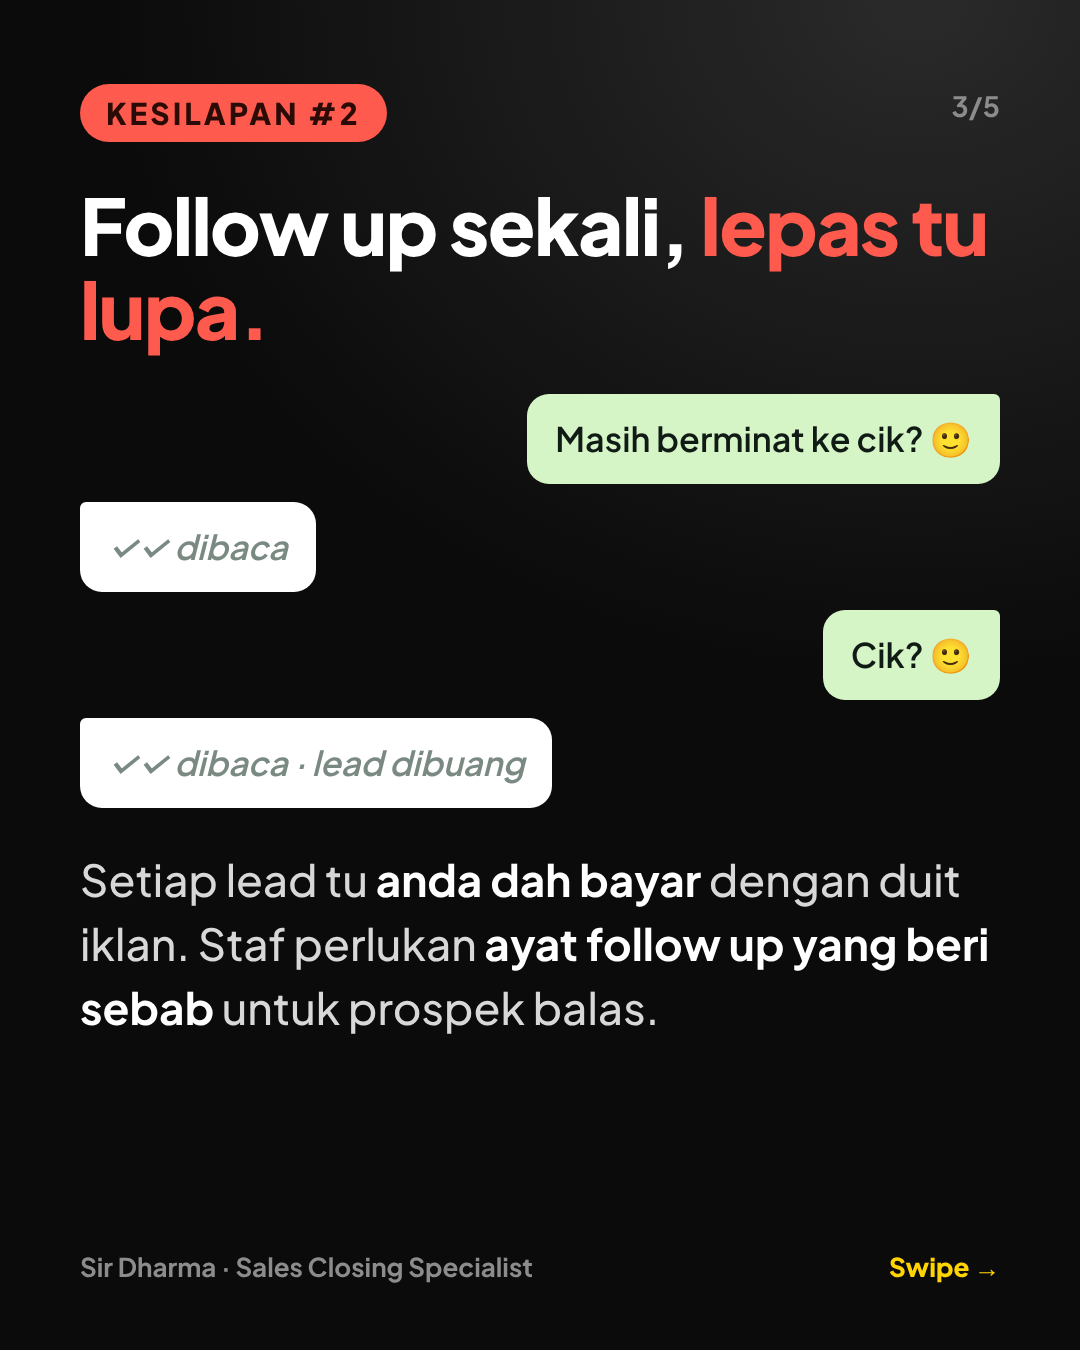 KESILAPAN #2
3/5
Follow up sekali, lepas tu
lupa.
Masih berminat ke cik? 🙂
✓✓ dibaca
Cik? 🙂
✓✓ dibaca · lead dibuang
Setiap lead tu anda dah bayar dengan duit
iklan. Staf perlukan ayat follow up yang beri
sebab untuk prospek balas.
Sir Dharma · Sales Closing Specialist
Swipe →